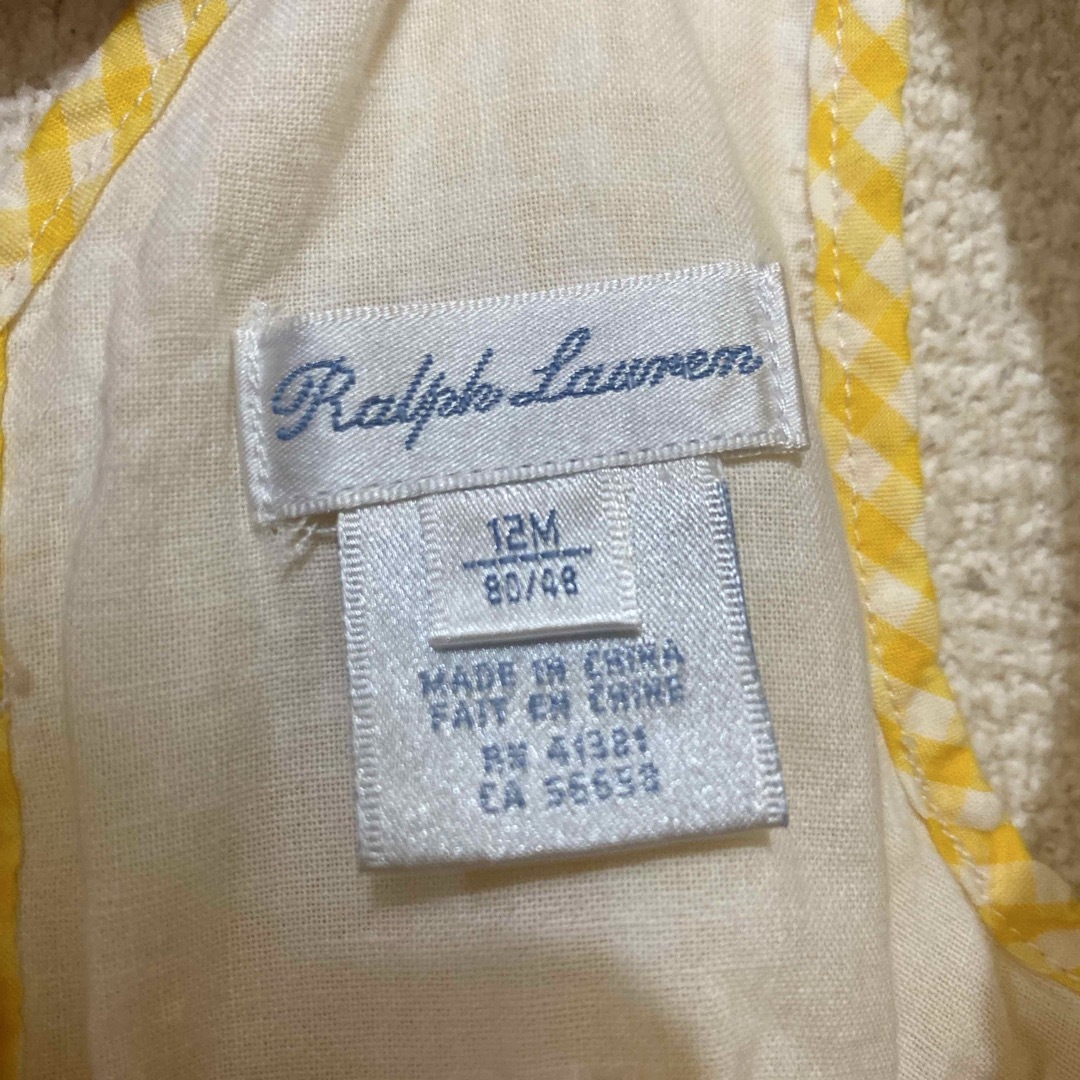 Ralph Lauren
12M
80/48
MADE IN CHINA
FAIT EN CHINE
RN 41381
CA 56658